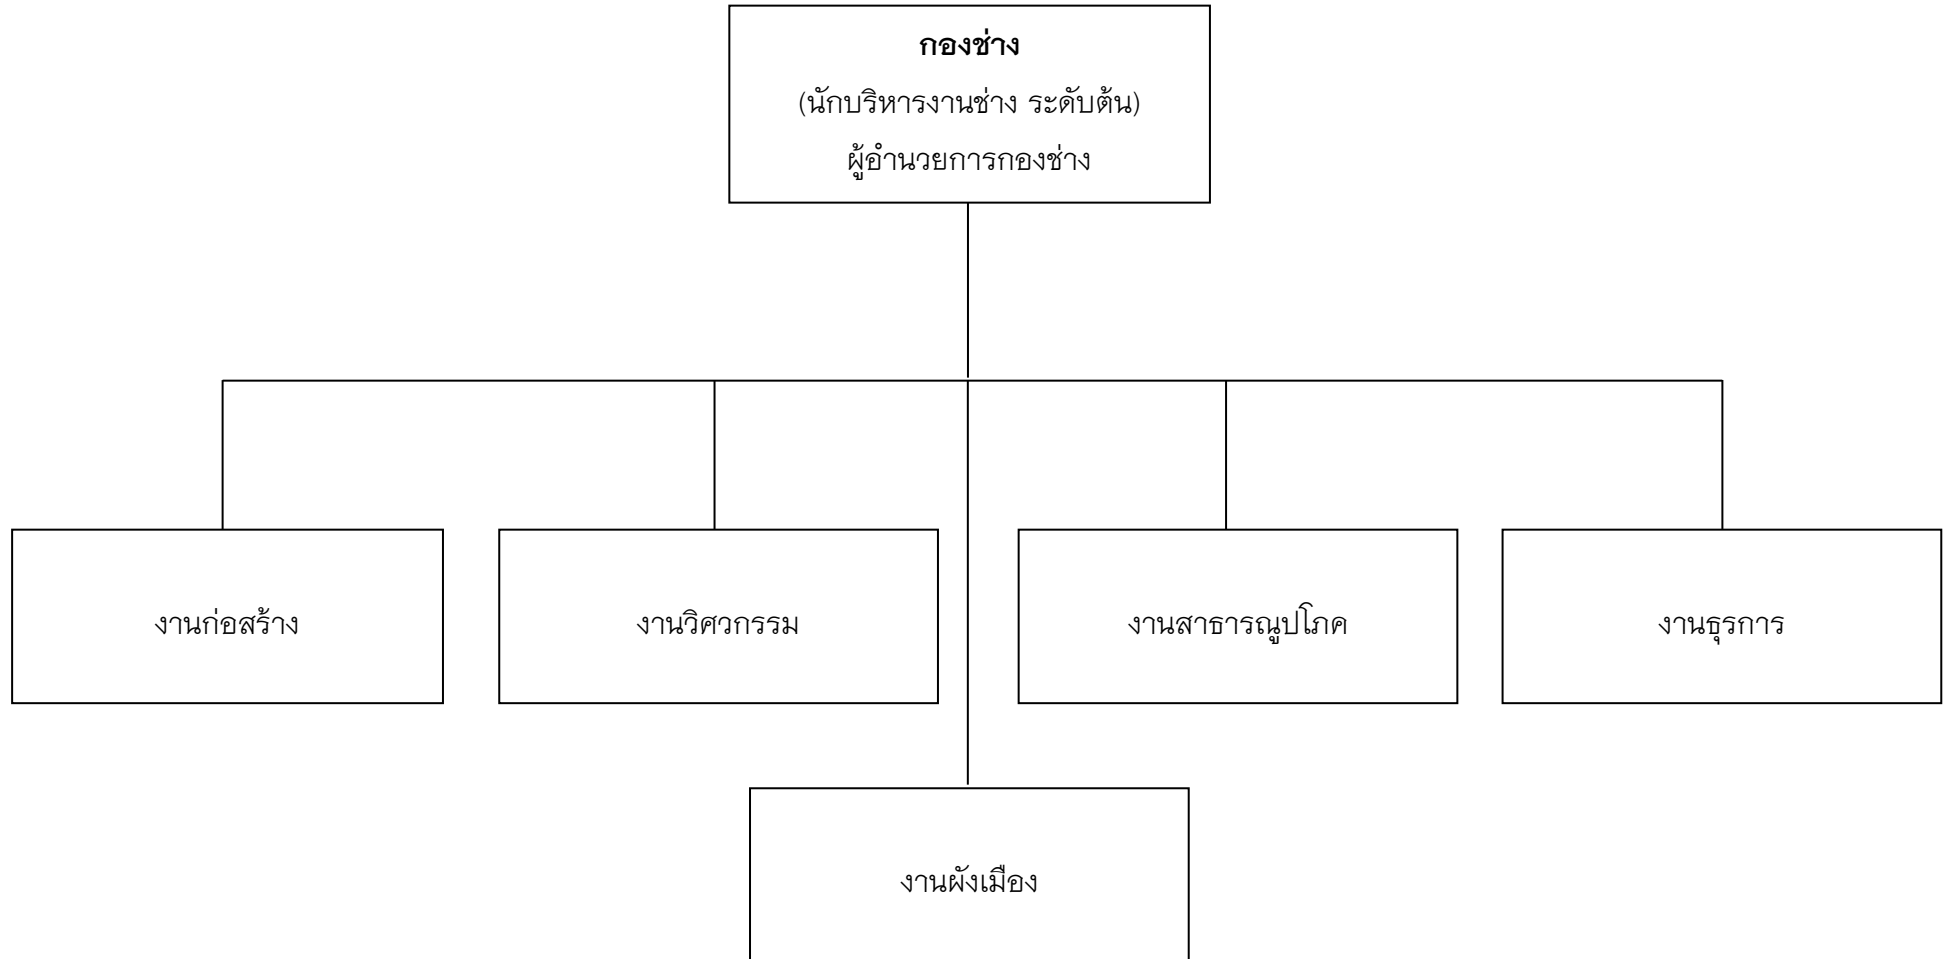 กองช่าง
(นักบริหารงานช่าง ระดับต้น)
ผู้อำนวยการกองช่าง
งานก่อสร้าง
งานวิศวกรรม
งานสาธารณูปโภค
งานธุรการ
งานผังเมือง